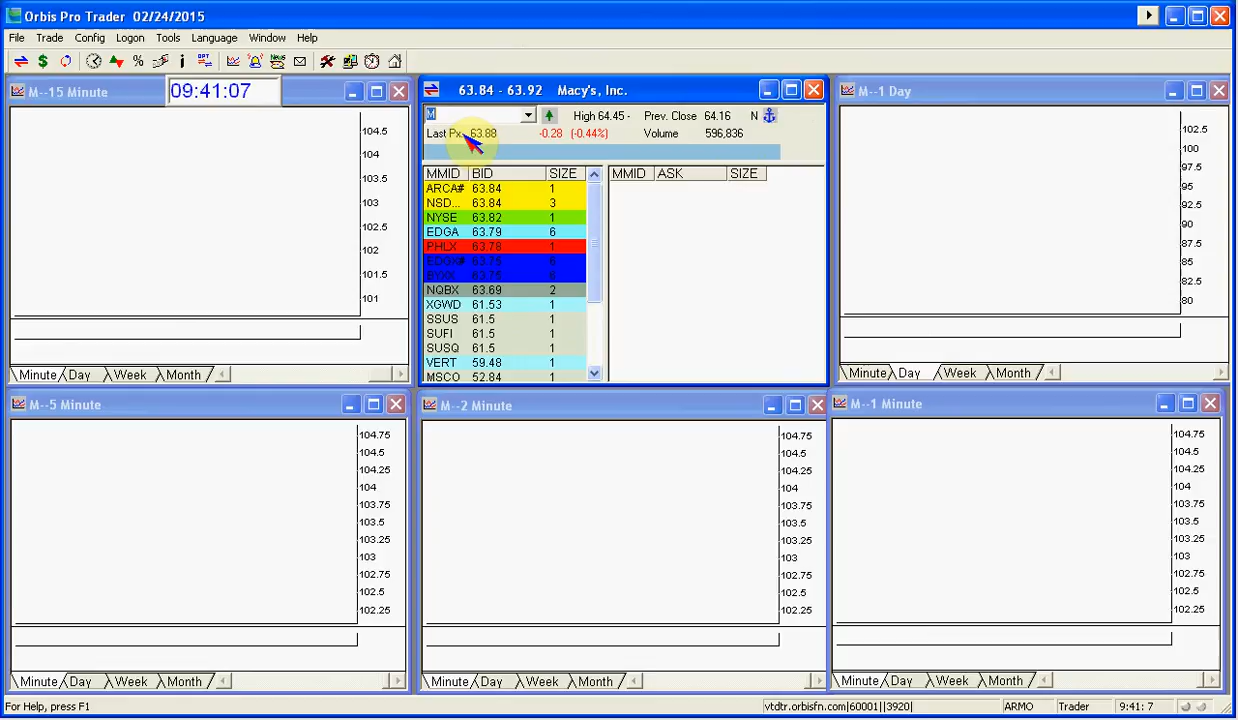 Orbis Pro Trader 02/24/2015
File Trade Config Logon Tools Language Window Help
M--15 Minute
09:41:07
104.5
104
103.5
103
102.5
102
101.5
101
Minute Day Week Month
63.84 - 63.92 Macy's, Inc.
M High 64.45 - Prev. Close 64.16 N
Last Px. 63.88 -0.28 (-0.44%) Volume 596,836
MMID BID SIZE MMID ASK SIZE
ARCA# 63.84 1
NSD... 63.84 3
NYSE 63.82 1
EDGA 63.79 6
PHLX 63.78 1
EDGX# 63.75 6
BYXX 63.75 6
NQBX 63.69 2
XGWD 61.53 1
SSUS 61.5 1
SUFI 61.5 1
SUSQ 61.5 1
VERT 59.48 1
MSCO 52.84 1
M--1 Day
102.5
100
97.5
95
92.5
90
87.5
85
82.5
80
Minute Day Week Month
M--5 Minute
104.75
104.5
104.25
104
103.75
103.5
103.25
103
102.75
102.5
102.25
Minute Day Week Month
M--2 Minute
104.75
104.5
104.25
104
103.75
103.5
103.25
103
102.75
102.5
102.25
Minute Day Week Month
M--1 Minute
104.75
104.5
104.25
104
103.75
103.5
103.25
103
102.75
102.5
102.25
Minute Day Week Month
For Help, press F1 vtdtr.orbisfn.com|60001||3920| ARMO Trader 9:41: 7